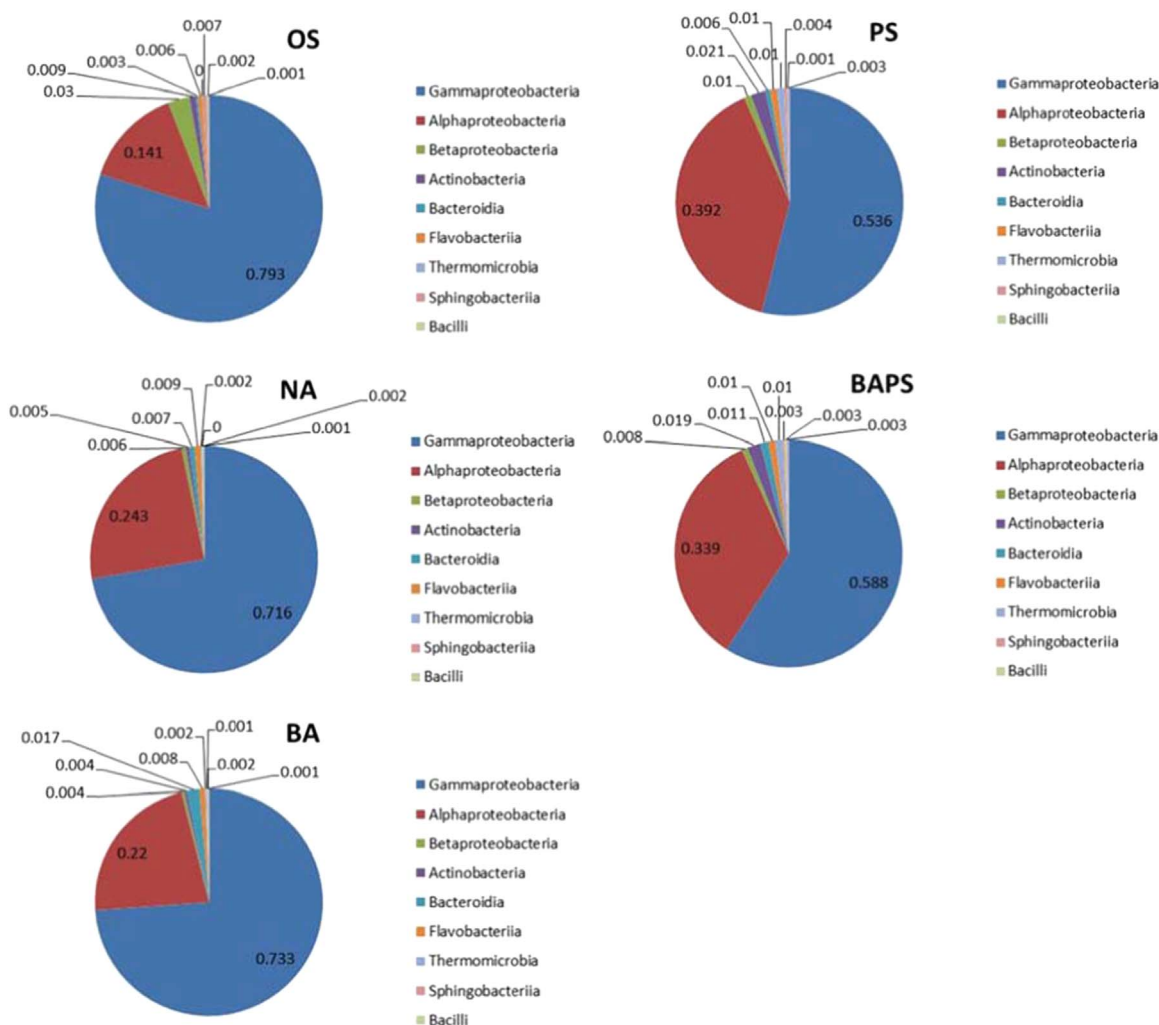 OS
0.007
0.006
0.002
0.003
0
0.001
0.009
0.03
0.141
0.793
Gammaproteobacteria
Alphaproteobacteria
Betaproteobacteria
Actinobacteria
Bacteroidia
Flavobacteriia
Thermomicrobia
Sphingobacteriia
Bacilli
PS
0.01
0.004
0.006
0.021
0.01
0.001
0.01
0.003
0.392
0.536
Gammaproteobacteria
Alphaproteobacteria
Betaproteobacteria
Actinobacteria
Bacteroidia
Flavobacteriia
Thermomicrobia
Sphingobacteriia
Bacilli
NA
0.009
0.002
0.002
0.005
0.007
0
0.001
0.006
0.243
0.716
Gammaproteobacteria
Alphaproteobacteria
Betaproteobacteria
Actinobacteria
Bacteroidia
Flavobacteriia
Thermomicrobia
Sphingobacteriia
Bacilli
BAPS
0.01
0.01
0.019
0.011
0.003
0.003
0.003
0.008
0.339
0.588
Gammaproteobacteria
Alphaproteobacteria
Betaproteobacteria
Actinobacteria
Bacteroidia
Flavobacteriia
Thermomicrobia
Sphingobacteriia
Bacilli
BA
0.001
0.002
0.017
0.008
0.002
0.001
0.004
0.004
0.22
0.733
Gammaproteobacteria
Alphaproteobacteria
Betaproteobacteria
Actinobacteria
Bacteroidia
Flavobacteriia
Thermomicrobia
Sphingobacteriia
Bacilli